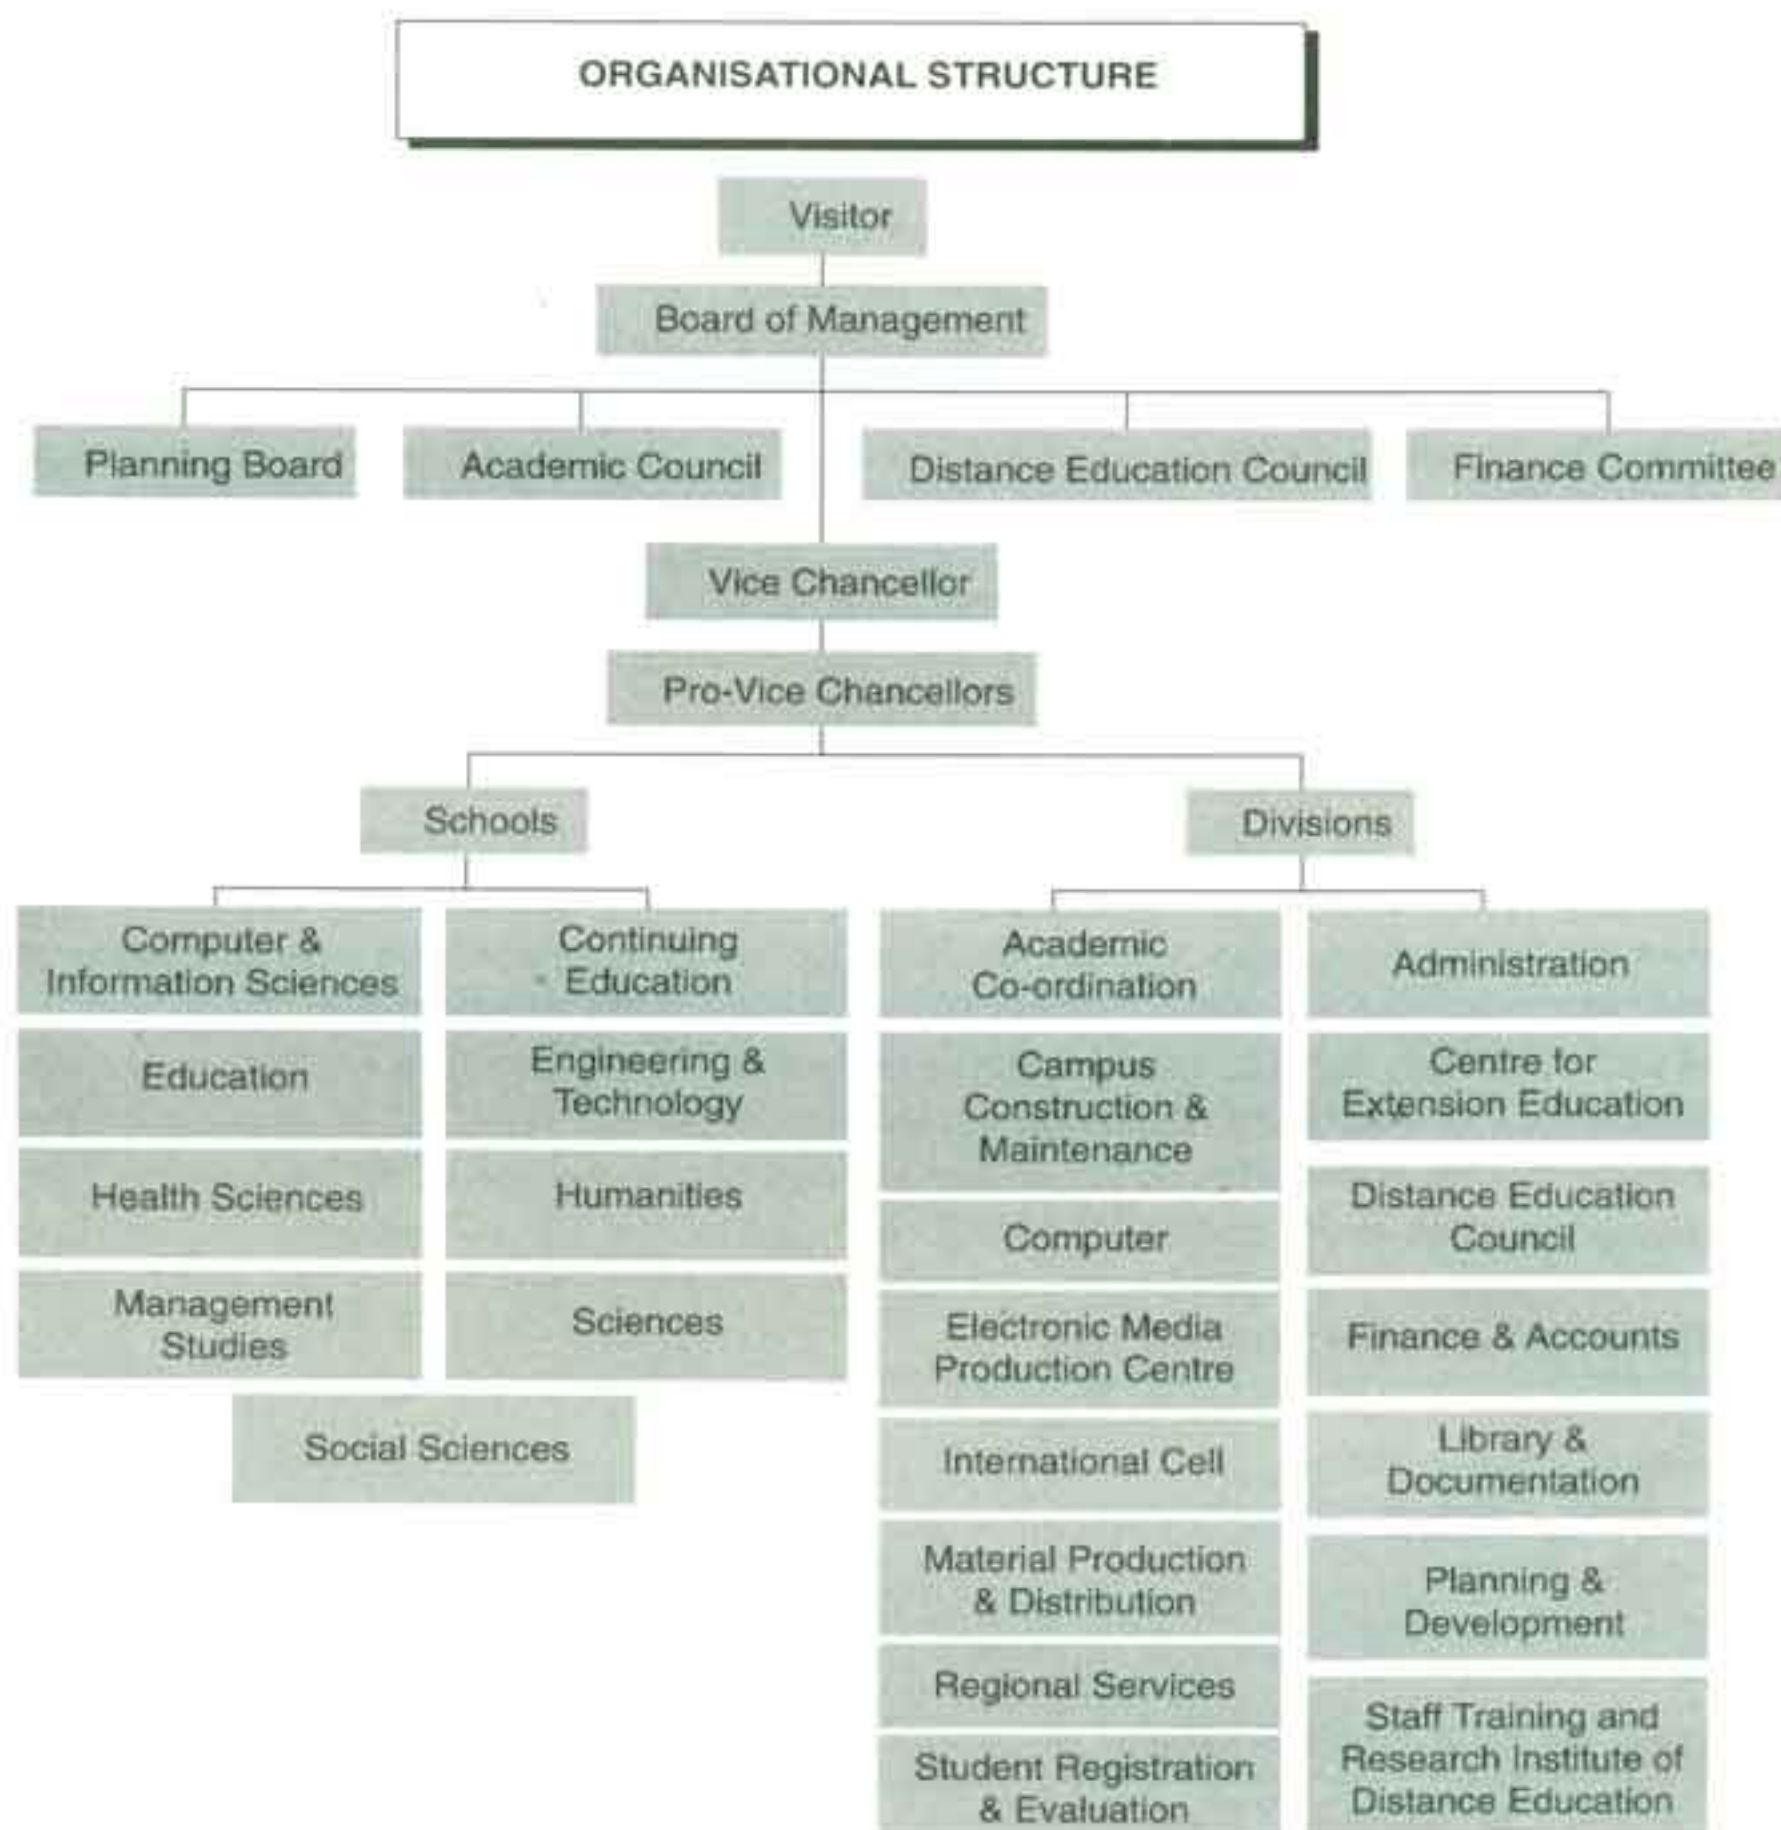 ORGANISATIONAL STRUCTURE
Visitor
Board of Management
Planning Board
Academic Council
Distance Education Council
Finance Committee
Vice Chancellor
Pro-Vice Chancellors
Schools
Divisions
Computer &
Information Sciences
Continuing
Education
Education
Engineering &
Technology
Health Sciences
Humanities
Management
Studies
Sciences
Social Sciences
Academic
Co-ordination
Administration
Campus
Construction &
Maintenance
Centre for
Extension Education
Computer
Distance Education
Council
Electronic Media
Production Centre
Finance & Accounts
International Cell
Library &
Documentation
Material Production
& Distribution
Planning &
Development
Regional Services
Student Registration
& Evaluation
Staff Training and
Research Institute of
Distance Education